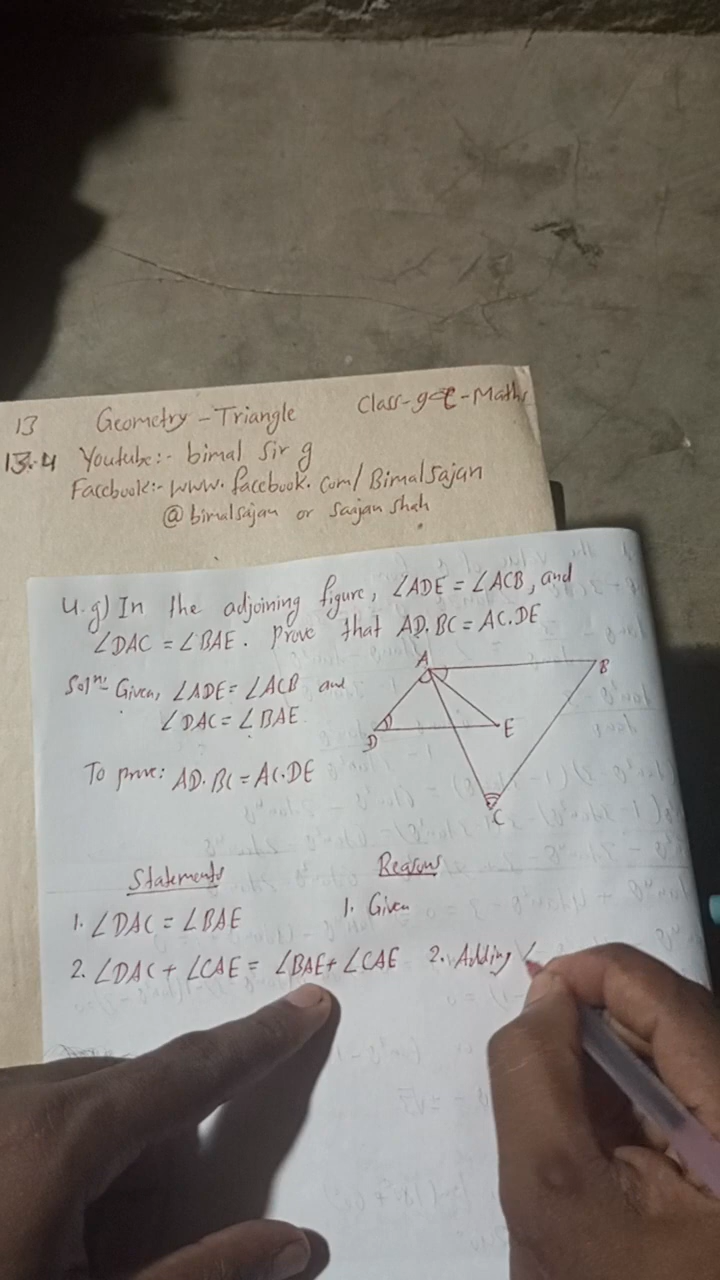 13 Geometry - Triangle Class-9 - Maths
13.4 Youtube:- bimal sir g
Facebook:- www.facebook.com/Bimalsajan
@bimalsajan or Saajan Shah
4.g) In the adjoining figure, ∠ADE = ∠ACB, and
∠DAC = ∠BAE. Prove that AD.BC = AC.DE
Solⁿ: Given, ∠ADE = ∠ACB and
∠DAC = ∠BAE
To prove: AD.BC = AC.DE
A
B
D
E
C
Statements Reasons
1. ∠DAC = ∠BAE 1. Given
2. ∠DAC + ∠CAE = ∠BAE + ∠CAE 2. Adding ∠